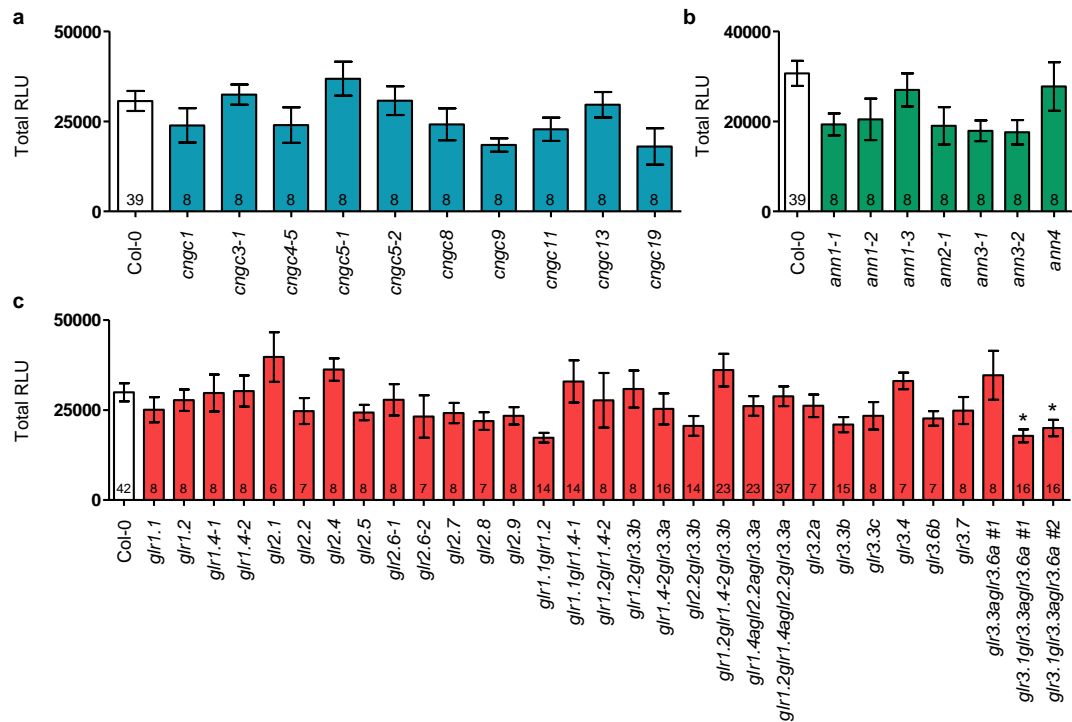 a
Total RLU
50000
25000
0
39 8 8 8 8 8 8 8 8 8 8
Col-0 cngc1 cngc3-1 cngc4-5 cngc5-1 cngc5-2 cngc8 cngc9 cngc11 cngc13 cngc19
b
Total RLU
40000
20000
0
39 8 8 8 8 8 8 8
Col-0 ann1-1 ann1-2 ann1-3 ann2-1 ann3-1 ann3-2 ann4
c
Total RLU
50000
25000
0
* *
42 8 8 8 8 6 7 8 8 8 7 8 7 8 14 14 8 8 16 14 23 23 37 7 15 8 7 7 8 8 16 16
Col-0 glr1.1 glr1.2 glr1.4-1 glr1.4-2 glr2.1 glr2.2 glr2.4 glr2.5 glr2.6-1 glr2.6-2 glr2.7 glr2.8 glr2.9 glr1.1glr1.2 glr1.1glr1.4-1 glr1.2glr1.4-2 glr1.2glr3.3b glr1.4-2glr3.3a glr2.2glr3.3b glr1.2glr1.4-2glr3.3b glr1.4aglr2.2aglr3.3a glr1.2glr1.4aglr2.2glr3.3a glr3.2a glr3.3b glr3.3c glr3.4 glr3.6b glr3.7 glr3.3aglr3.6a #1 glr3.1glr3.3aglr3.6a #1 glr3.1glr3.3aglr3.6a #2